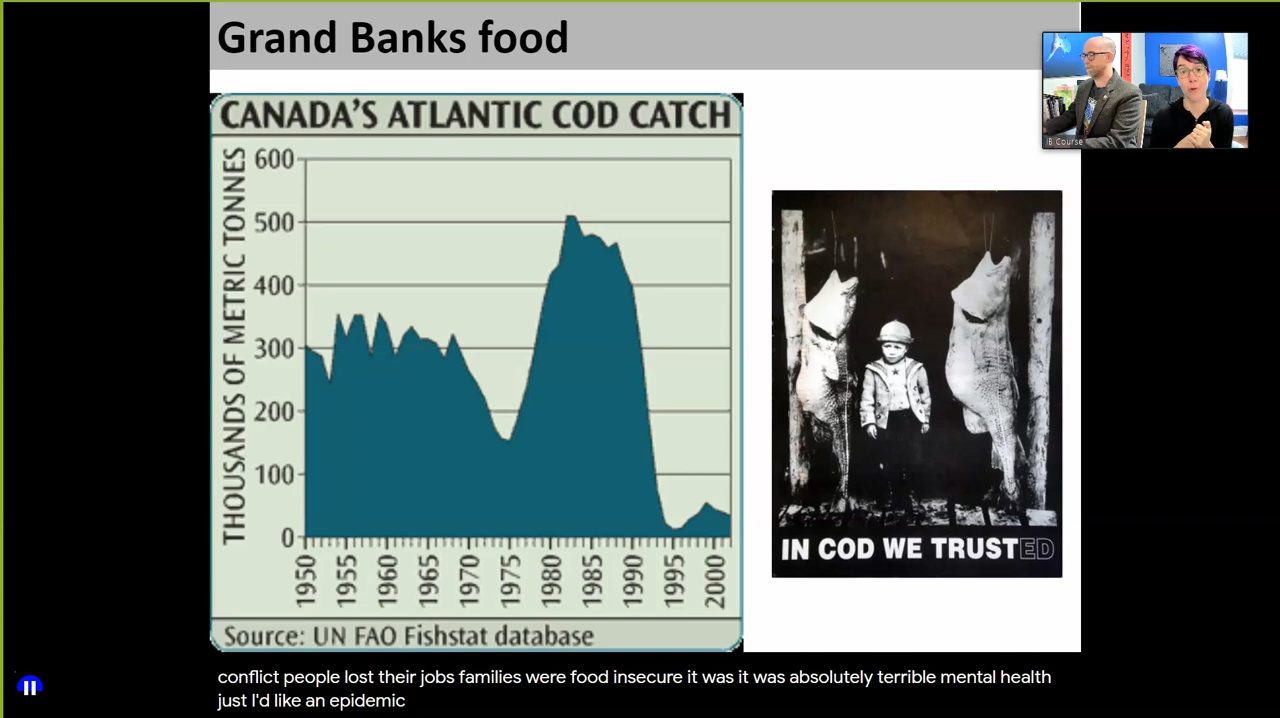 Grand Banks food
CANADA'S ATLANTIC COD CATCH
THOUSANDS OF METRIC TONNES
600
500
400
300
200
100
0
1950
1955
1960
1965
1970
1975
1980
1985
1990
1995
2000
Source: UN FAO Fishstat database
IN COD WE TRUSTED
IB Course
conflict people lost their jobs families were food insecure it was it was absolutely terrible mental health
just I'd like an epidemic